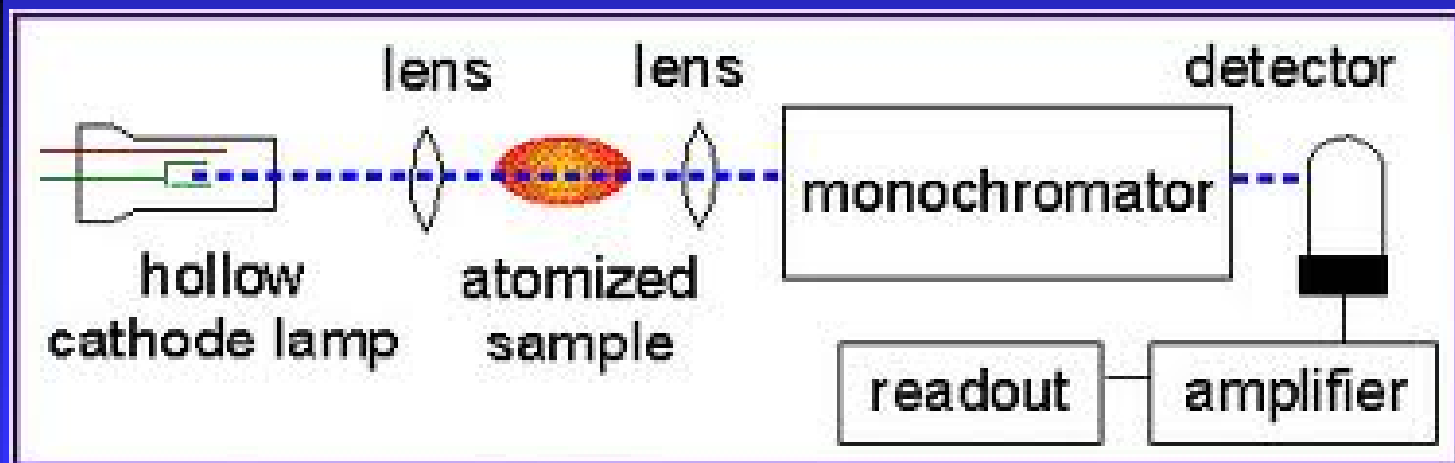 lens
lens
detector
hollow
cathode lamp
atomized
sample
monochromator
readout
amplifier